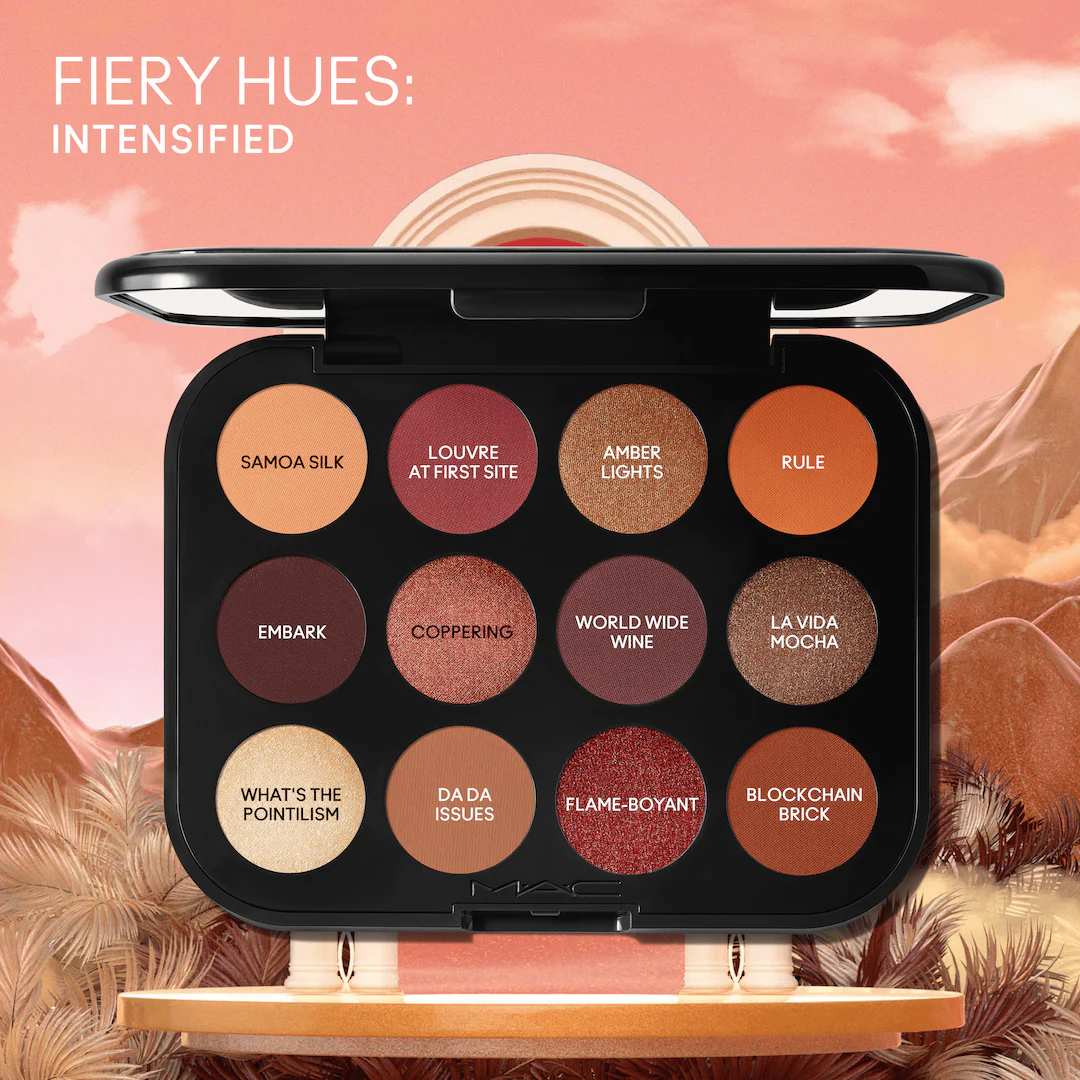 FIERY HUES:
INTENSIFIED
SAMOA SILK
LOUVRE
AT FIRST SITE
AMBER
LIGHTS
RULE
EMBARK
COPPERING
WORLD WIDE
WINE
LA VIDA
MOCHA
WHAT'S THE
POINTILISM
DA DA
ISSUES
FLAME-BOYANT
BLOCKCHAIN
BRICK
MAC